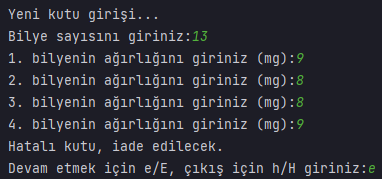 Yeni kutu girişi...
Bilye sayısını giriniz:13
1. bilyenin ağırlığını giriniz (mg):9
2. bilyenin ağırlığını giriniz (mg):8
3. bilyenin ağırlığını giriniz (mg):8
4. bilyenin ağırlığını giriniz (mg):9
Hatalı kutu, iade edilecek.
Devam etmek için e/E, çıkış için h/H giriniz:e